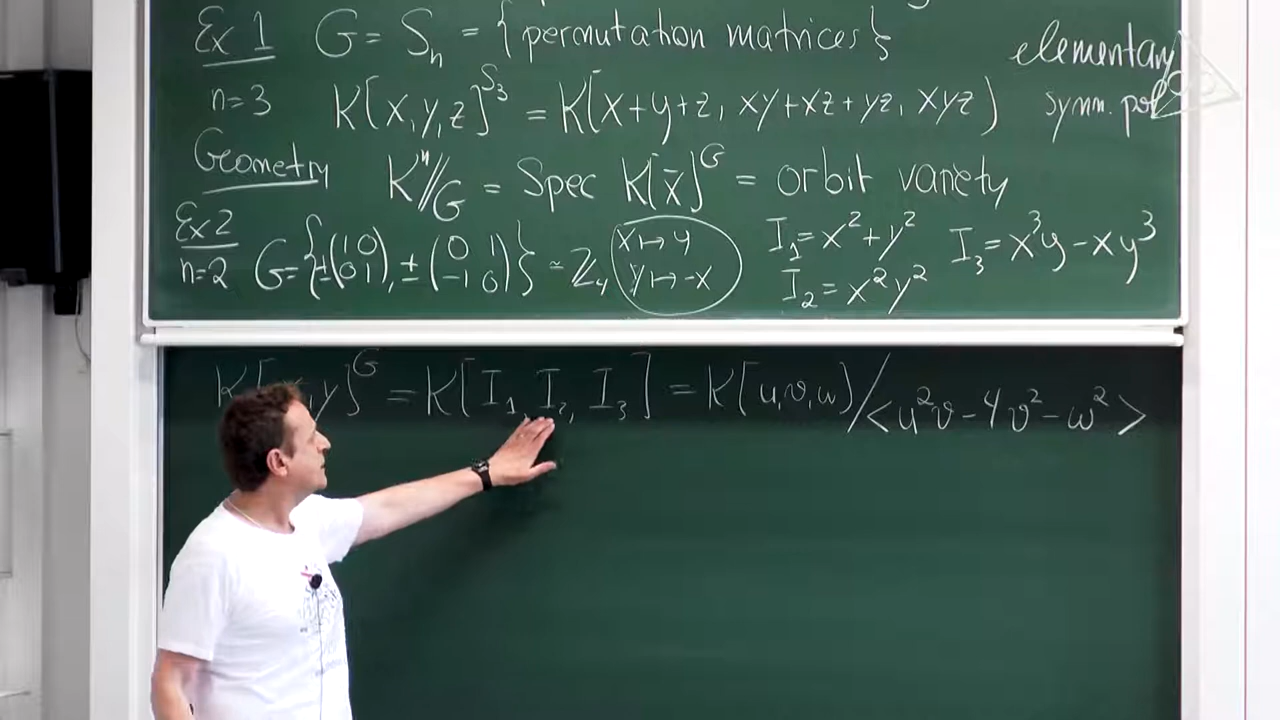 Ex 1 G = Sₙ = { permutation matrices } elementary
n=3 K[x,y,z]^S₃ = K[x+y+z, xy+xz+yz, xyz) symm. pol
Geometry Kⁿ//G = Spec K[x̄]^G = orbit variety
Ex 2 G={±(1 0; 0 1), ±(0 1; -1 0)} ≃ ℤ₄ x↦y y↦-x I₁=x²+y² I₃=x³y-xy³
n=2 I₂=x²y²
K[x,y]^G = K[I₁, I₂, I₃] = K[u,v,w)/<u²v-4v²-w²>